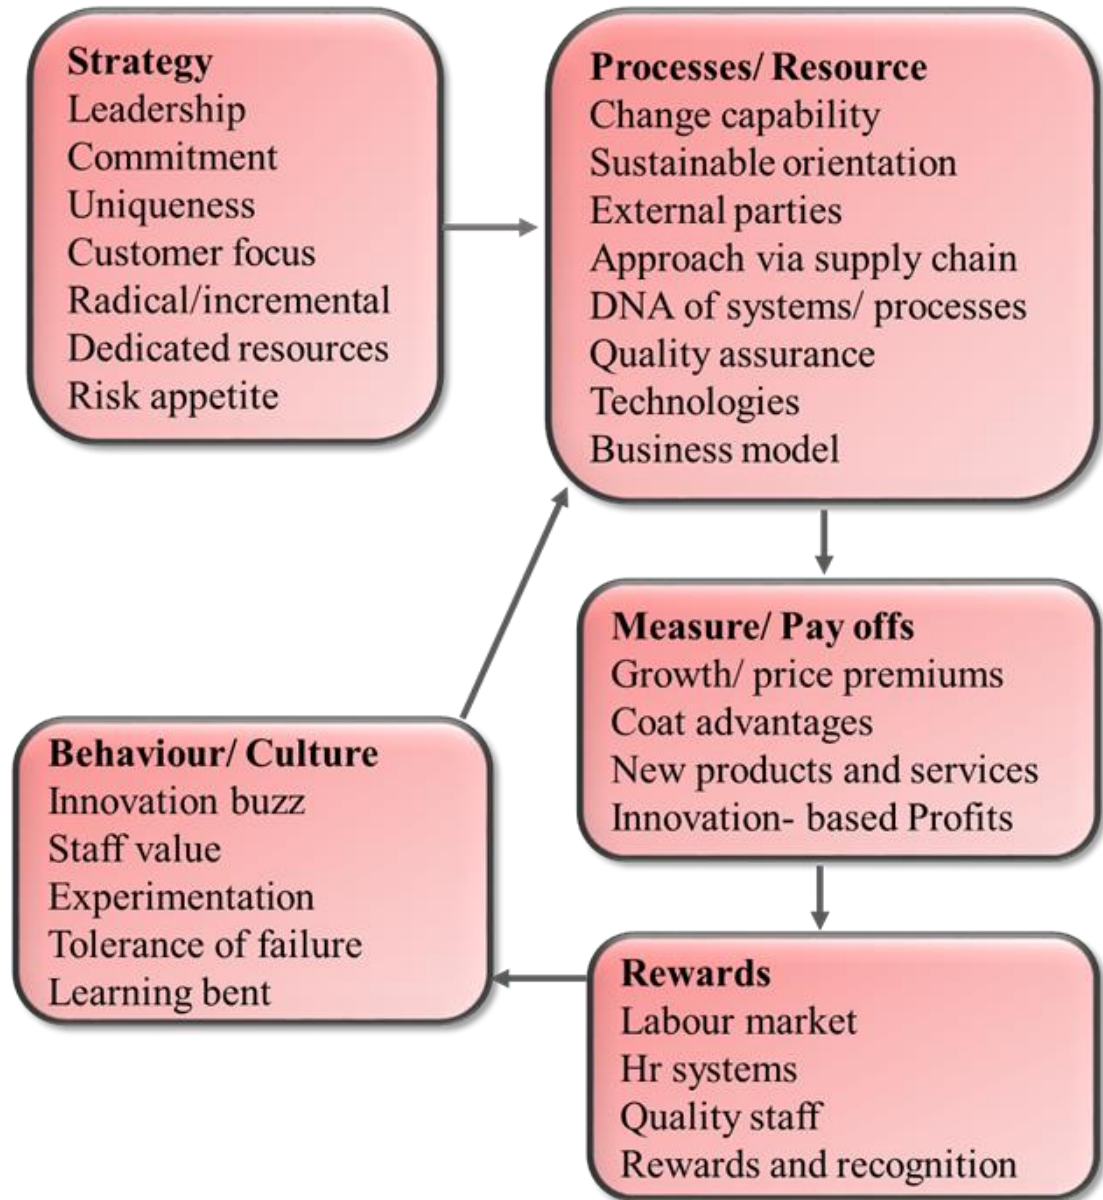 Strategy
Leadership
Commitment
Uniqueness
Customer focus
Radical/incremental
Dedicated resources
Risk appetite
Processes/ Resource
Change capability
Sustainable orientation
External parties
Approach via supply chain
DNA of systems/ processes
Quality assurance
Technologies
Business model
Measure/ Pay offs
Growth/ price premiums
Coat advantages
New products and services
Innovation- based Profits
Behaviour/ Culture
Innovation buzz
Staff value
Experimentation
Tolerance of failure
Learning bent
Rewards
Labour market
Hr systems
Quality staff
Rewards and recognition